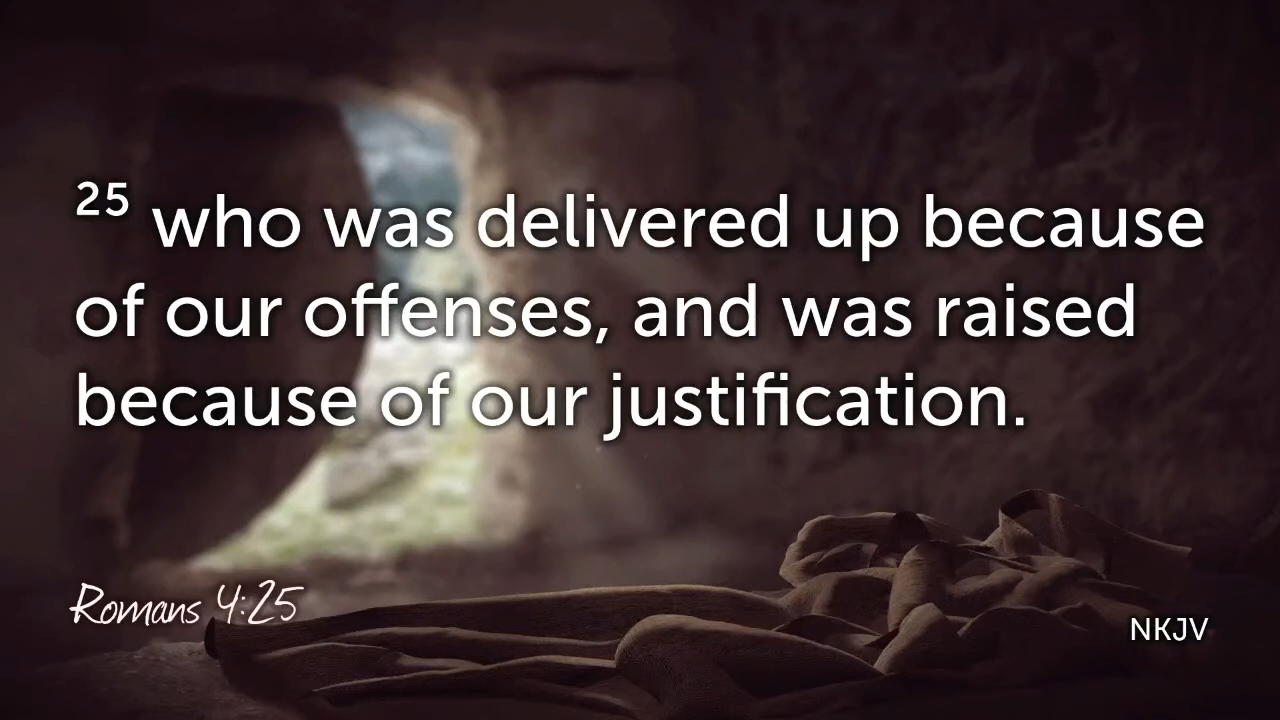 25 who was delivered up because
of our offenses, and was raised
because of our justification.
Romans 4:25
NKJV